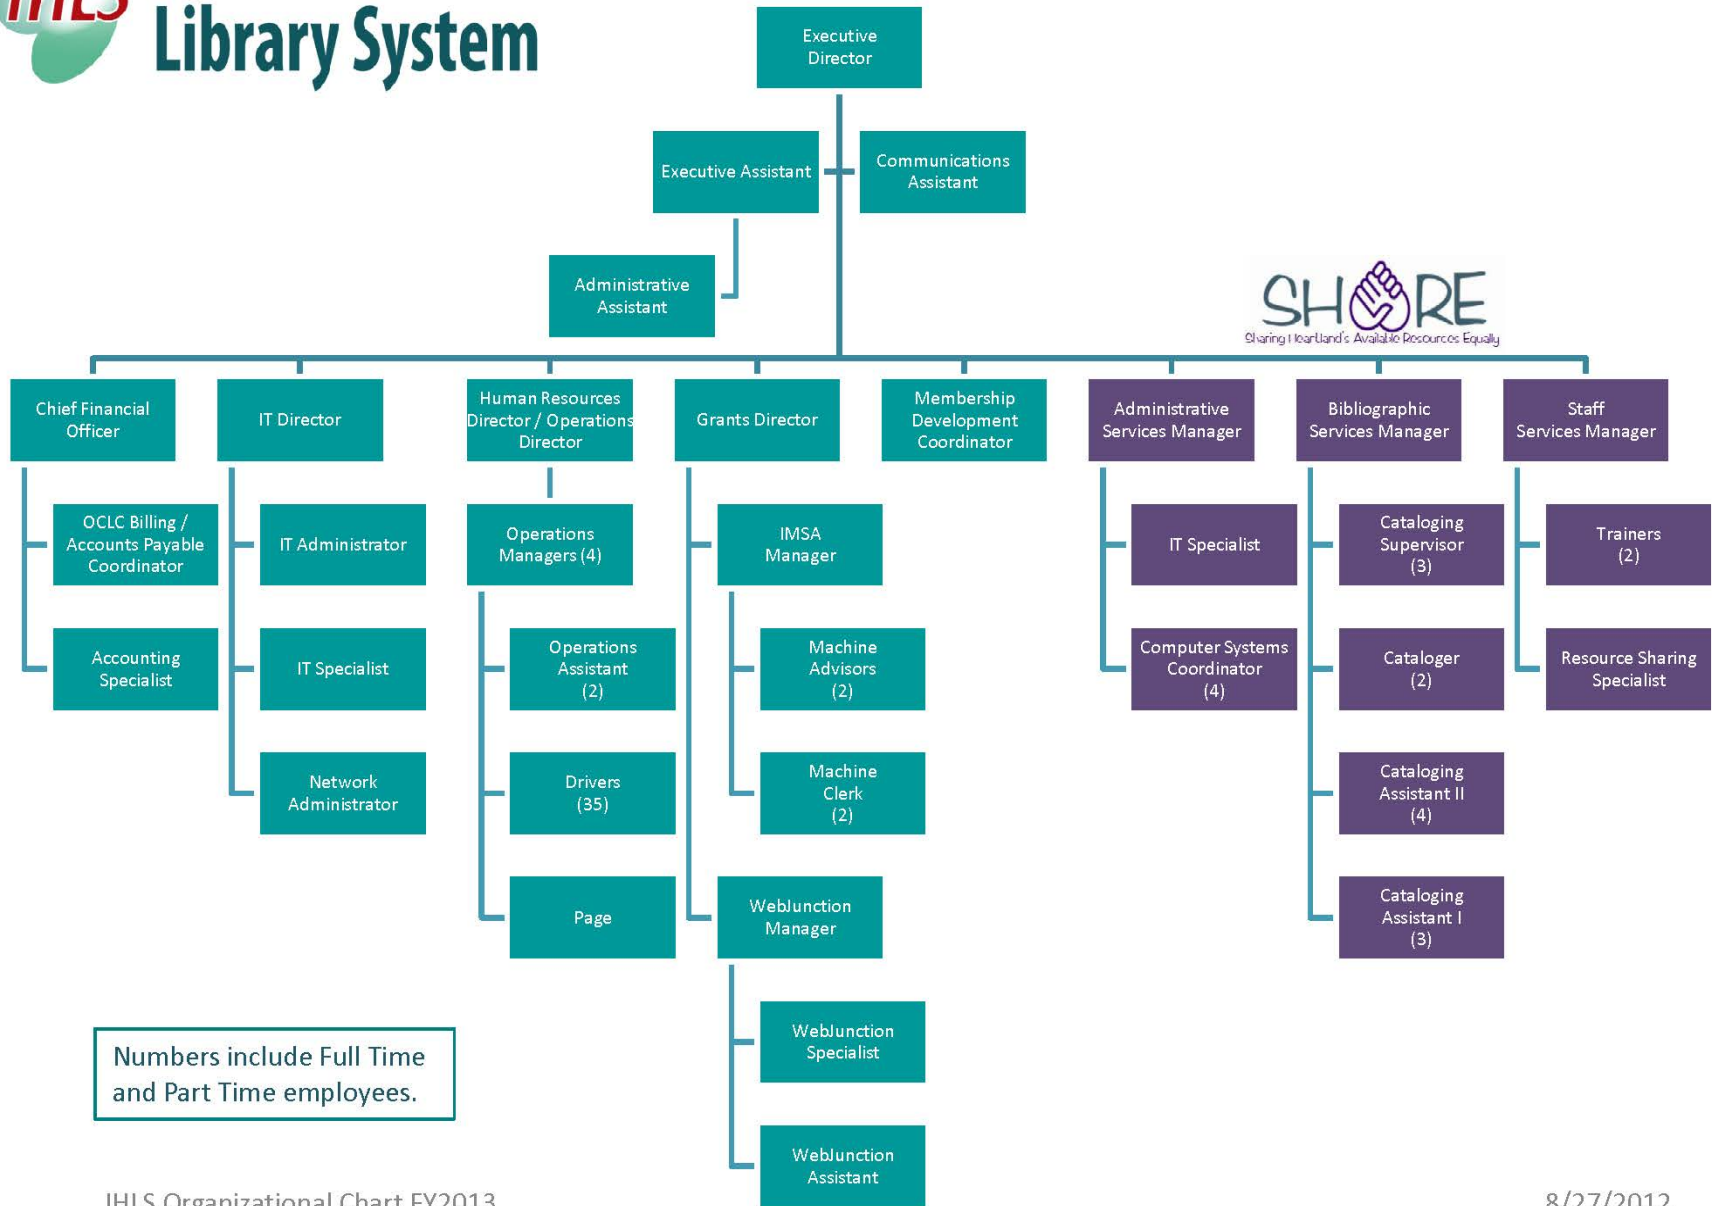 IHLS
Library System
Executive
Director
Executive Assistant
Communications
Assistant
Administrative
Assistant
SHARE
Sharing Heartland's Available Resources Equally
Chief Financial
Officer
IT Director
Human Resources
Director / Operations
Director
Grants Director
Membership
Development
Coordinator
Administrative
Services Manager
Bibliographic
Services Manager
Staff
Services Manager
OCLC Billing /
Accounts Payable
Coordinator
IT Administrator
Operations
Managers (4)
IMSA
Manager
IT Specialist
Cataloging
Supervisor
(3)
Trainers
(2)
Accounting
Specialist
IT Specialist
Operations
Assistant
(2)
Machine
Advisors
(2)
Computer Systems
Coordinator
(4)
Cataloger
(2)
Resource Sharing
Specialist
Network
Administrator
Drivers
(35)
Machine
Clerk
(2)
Cataloging
Assistant II
(4)
Page
WebJunction
Manager
Cataloging
Assistant I
(3)
WebJunction
Specialist
Numbers include Full Time
and Part Time employees.
WebJunction
Assistant
IHLS Organizational Chart FY2013
8/27/2012